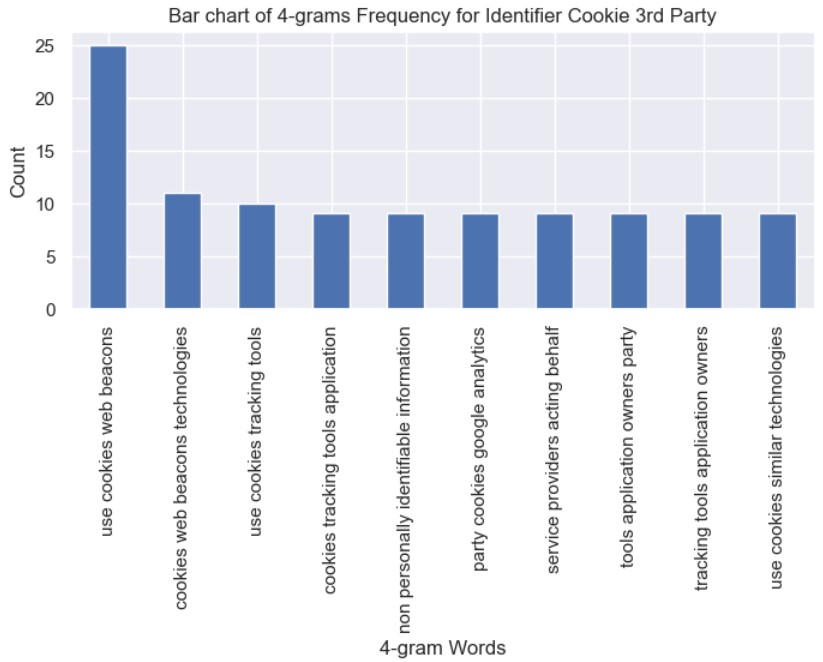 Bar chart of 4-grams Frequency for Identifier Cookie 3rd Party
Count
25
20
15
10
5
0
use cookies web beacons
cookies web beacons technologies
use cookies tracking tools
cookies tracking tools application
non personally identifiable information
party cookies google analytics
service providers acting behalf
tools application owners party
tracking tools application owners
use cookies similar technologies
4-gram Words